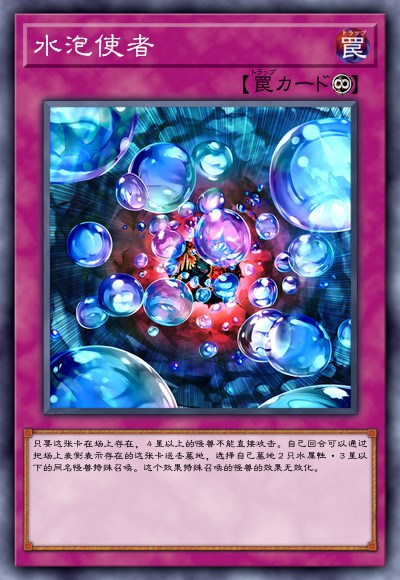 水泡使者
トラップ
罠
トラップ
【罠カード】
只要这张卡在场上存在，4星以上的怪兽不能直接攻击。自己回合可以通过
把场上表侧表示存在的这张卡送去墓地，选择自己墓地2只水属性·3星以
下的同名怪兽特殊召唤。这个效果特殊召唤的怪兽的效果无效化。